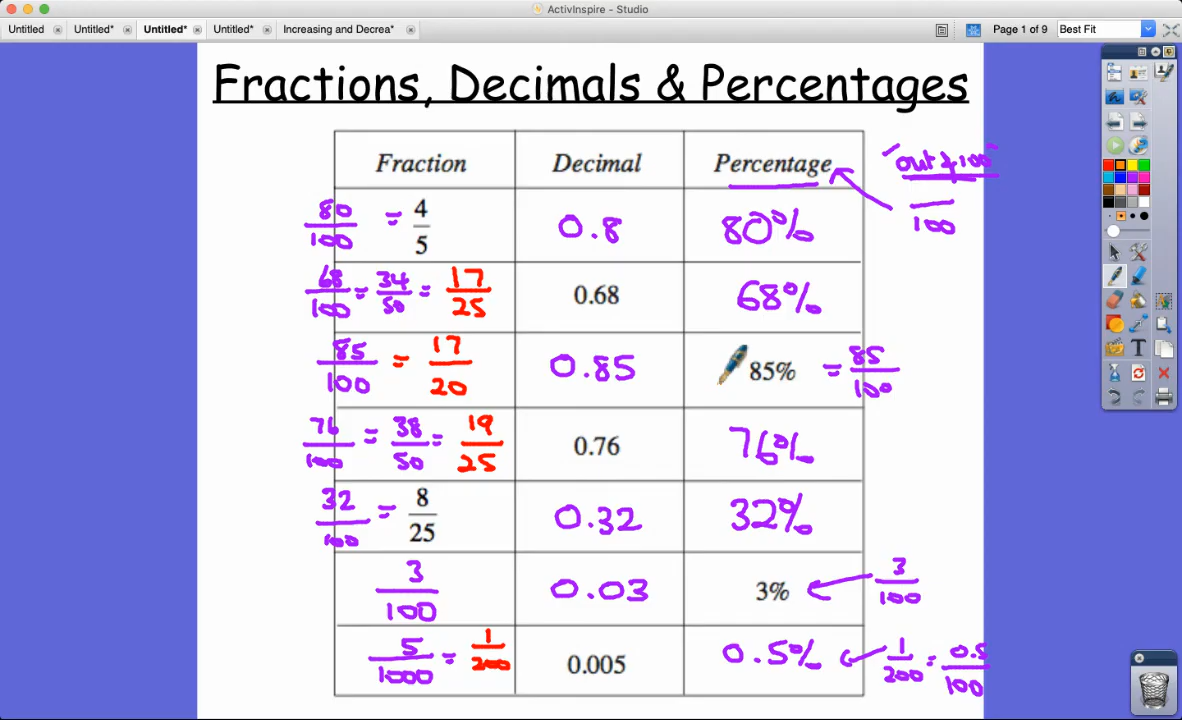 ActivInspire - Studio
Untitled Untitled* Untitled* Untitled* Increasing and Decrea* Page 1 of 9 Best Fit
Fractions, Decimals & Percentages
Fraction Decimal Percentage "out of 100"
/100
80/100 = 4/5 0.8 80%
68/100 = 34/50 = 17/25 0.68 68%
85/100 = 17/20 0.85 85% = 85/100
76/100 = 38/50 = 19/25 0.76 76%
32/100 = 8/25 0.32 32%
3/100 0.03 3% 3/100
5/1000 = 1/200 0.005 0.5% 1/200 = 0.5/100